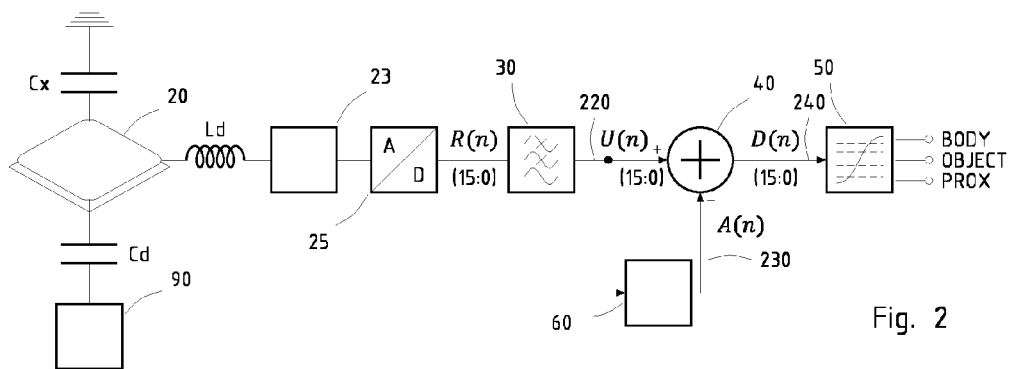 Cx
20
Ld
23
A
D
25
R(n)
(15:0)
30
220
U(n)
+
(15:0)
40
−
240
D(n)
(15:0)
50
BODY
OBJECT
PROX
A(n)
230
60
Cd
90
Fig. 2